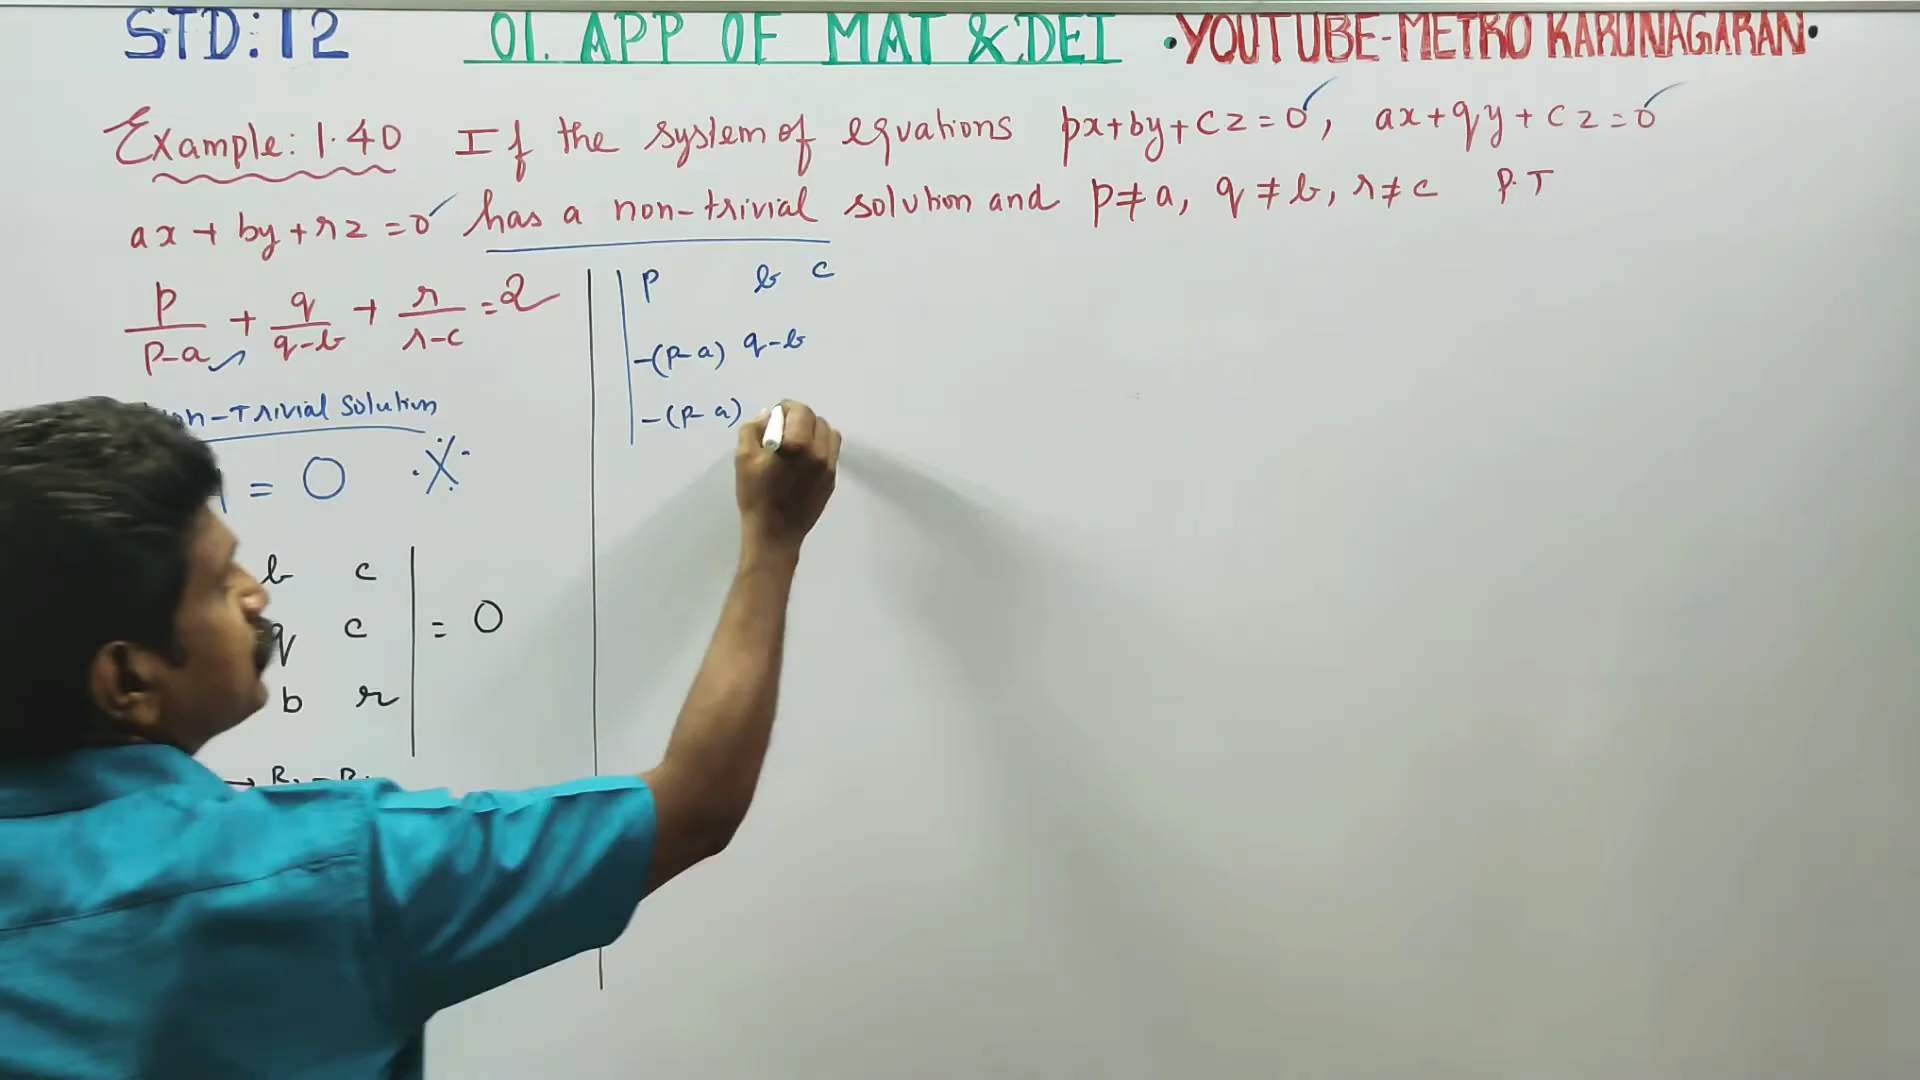 STD:12 01. APP OF MAT & DET •YOUTUBE-METRO KARUNAGARAN•
Example: 1.40 If the system of equations px+by+cz=0, ax+qy+cz=0
ax+by+rz=0 has a non-trivial solution and p≠a, q≠b, r≠c P.T
p/(p-a) + q/(q-b) + r/(r-c) = 2
non-Trivial Solution
= 0
b c
q c = 0
b r
p b c
-(p-a) q-b
-(p-a)